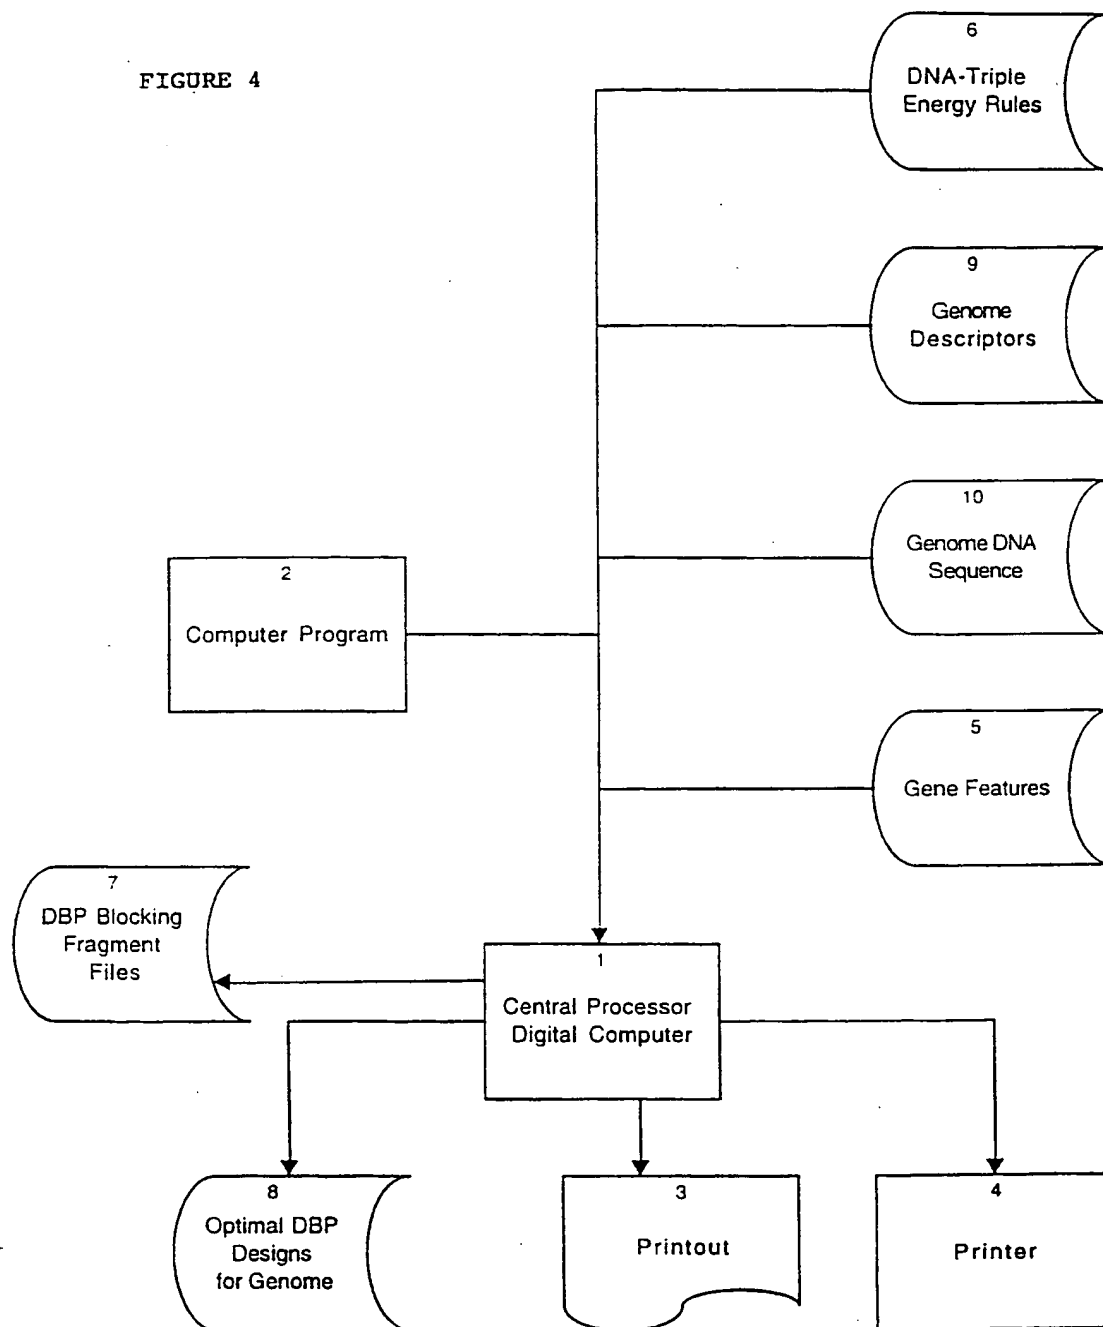 FIGURE 4
6
DNA-Triple
Energy Rules
9
Genome
Descriptors
10
Genome DNA
Sequence
2
Computer Program
5
Gene Features
7
DBP Blocking
Fragment
Files
1
Central Processor
Digital Computer
8
Optimal DBP
Designs
for Genome
3
Printout
4
Printer